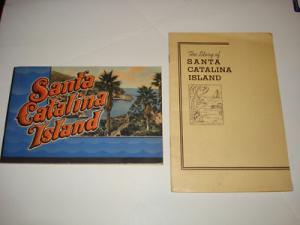 Santa
Catalina
Island
The Story of
SANTA
CATALINA
ISLAND